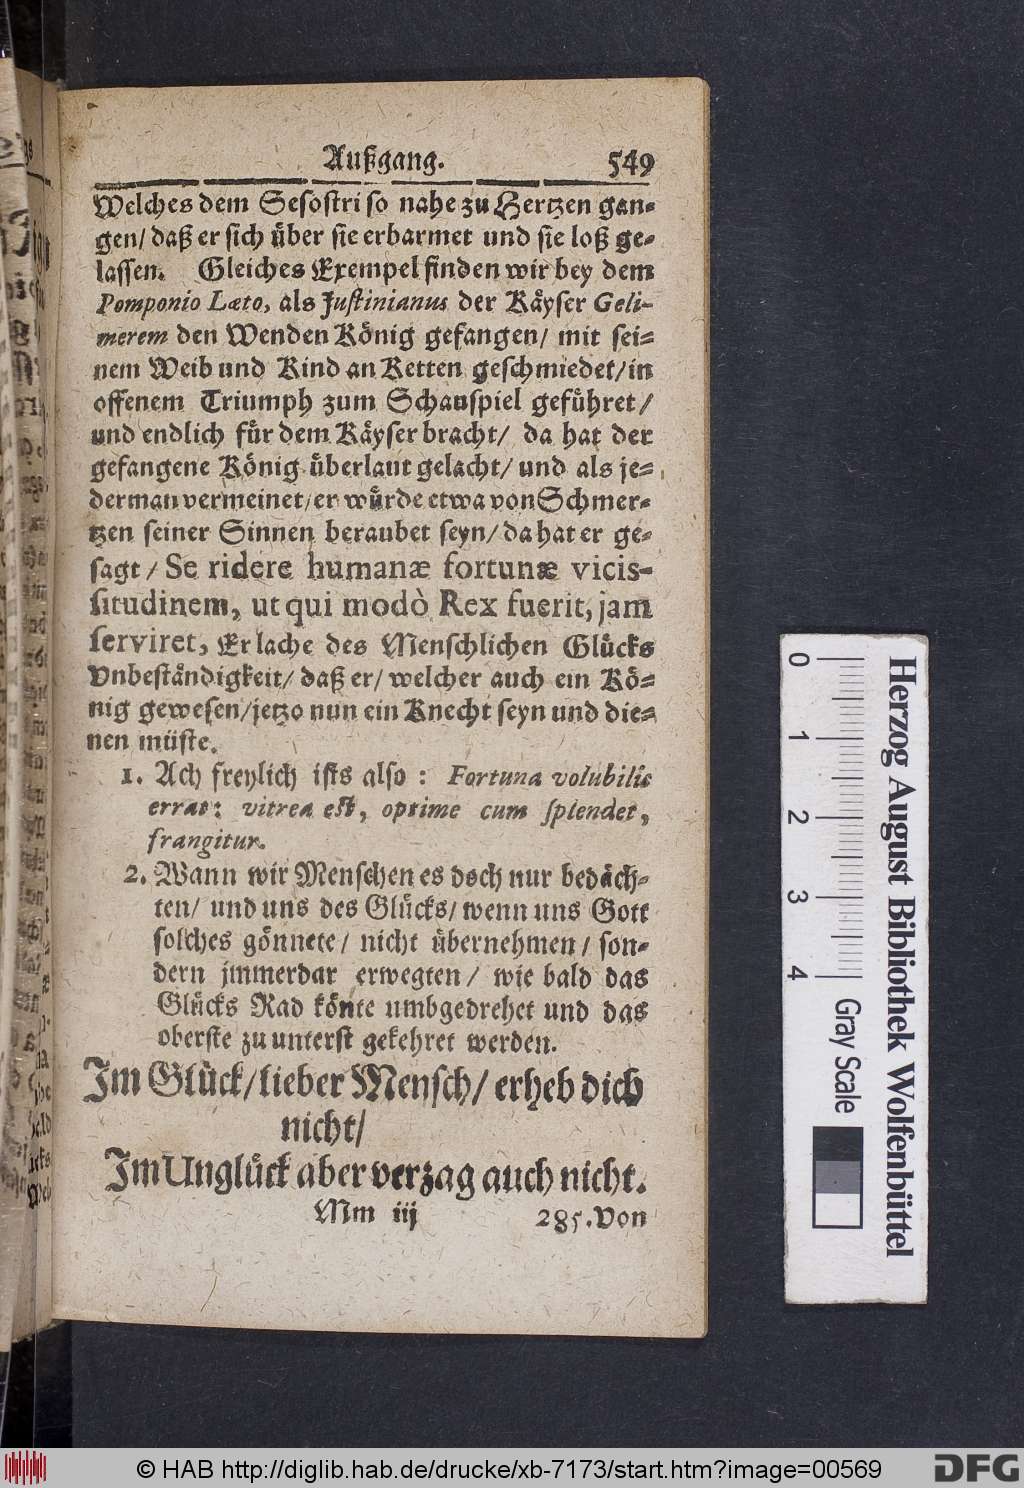 Außgang. 549
Welches dem Sesostri so nahe zu Hertzen gan-
gen/ daß er sich über sie erbarmet und sie loß ge-
lassen. Gleiches Exempel finden wir bey dem
Pomponio Læto, als Justinianus der Käyser Geli-
merem den Wenden König gefangen/ mit sei-
nem Weib und Kind an Ketten geschmiedet/ in
offenem Triumph zum Schauspiel geführet/
und endlich für dem Käyser bracht/ da hat der
gefangene König überlaut gelacht/ und als je-
derman vermeinet/ er würde etwa von Schmer-
tzen seiner Sinnen beraubet seyn/ da hat er ge-
sagt/ Se ridere humanæ fortunæ vicis-
situdinem, ut qui modò Rex fuerit, jam
serviret, Er lache des Menschlichen Glücks
Vnbeständigkeit/ daß er/ welcher auch ein Kö-
nig gewesen/ jetzo nun ein Knecht seyn und die-
nen müste.
1. Ach freylich ists also : Fortuna volubilis
errat: vitrea est, optime cum splendet,
frangitur.
2. Wann wir Menschen es doch nur bedäch-
ten/ und uns des Glücks/ wenn uns Gott
solches gönnete/ nicht übernehmen/ son-
dern jmmerdar erwegten/ wie bald das
Glücks Rad könte umbgedrehet und das
oberste zu unterst gekehret werden.
Im Glück/ lieber Mensch/ erheb dich
nicht/
Im Unglück aber verzag auch nicht.
Mm iij 285. Von
0 1 2 3 4 Gray Scale
Herzog August Bibliothek Wolfenbüttel
© HAB http://diglib.hab.de/drucke/xb-7173/start.htm?image=00569
DFG